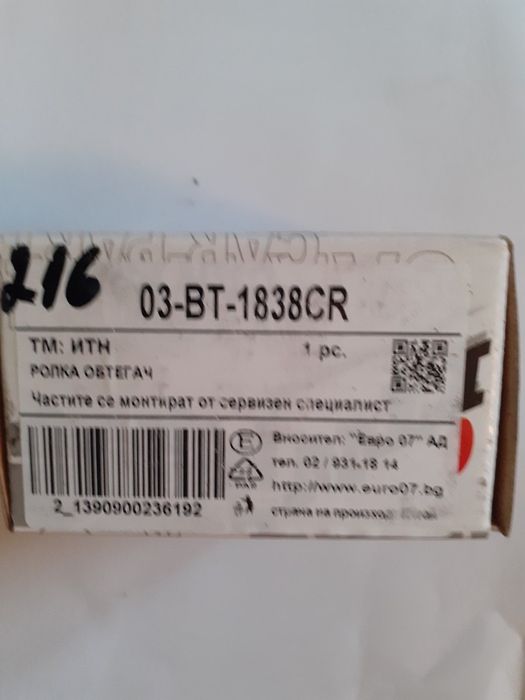 216
03-BT-1838CR
ТМ: ИТН
1 pc.
РОЛКА ОБТЕГАЧ
Частите се монтират от сервизен специалист
Вносител: "Евро 07" АД
тел. 02 / 931-18 14
http://www.euro07.bg
страна на произход:
2_1390900236192